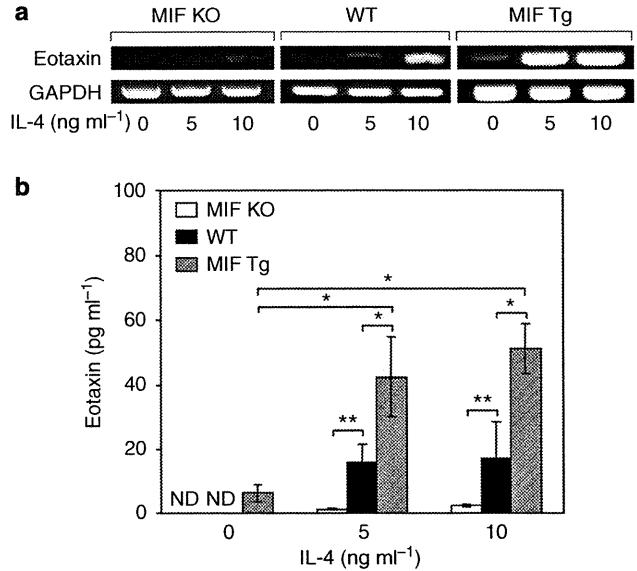 a
MIF KO WT MIF Tg
Eotaxin
GAPDH
IL-4 (ng ml⁻¹) 0 5 10 0 5 10 0 5 10
b
100
80
60
40
20
0
Eotaxin (pg ml⁻¹)
MIF KO
WT
MIF Tg
*
*
*
*
**
**
ND ND
0 5 10
IL-4 (ng ml⁻¹)